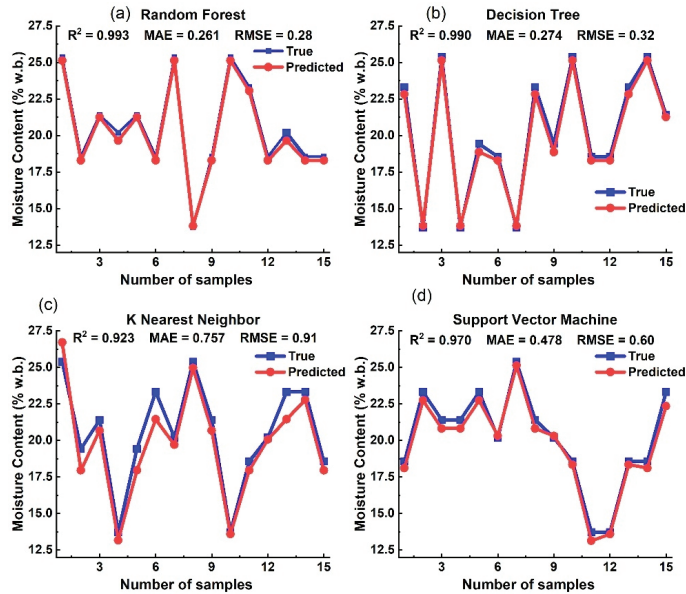 (a) Random Forest
R² = 0.993 MAE = 0.261 RMSE = 0.28
True
Predicted
Moisture Content (% w.b.)
27.5
25.0
22.5
20.0
17.5
15.0
12.5
3 6 9 12 15
Number of samples
(b) Decision Tree
R² = 0.990 MAE = 0.274 RMSE = 0.32
True
Predicted
Moisture Content (% w.b.)
27.5
25.0
22.5
20.0
17.5
15.0
12.5
3 6 9 12 15
Number of samples
(c) K Nearest Neighbor
R² = 0.923 MAE = 0.757 RMSE = 0.91
True
Predicted
Moisture Content (% w.b.)
27.5
25.0
22.5
20.0
17.5
15.0
12.5
3 6 9 12 15
Number of samples
(d) Support Vector Machine
R² = 0.970 MAE = 0.478 RMSE = 0.60
True
Predicted
Moisture Content (% w.b.)
27.5
25.0
22.5
20.0
17.5
15.0
12.5
3 6 9 12 15
Number of samples